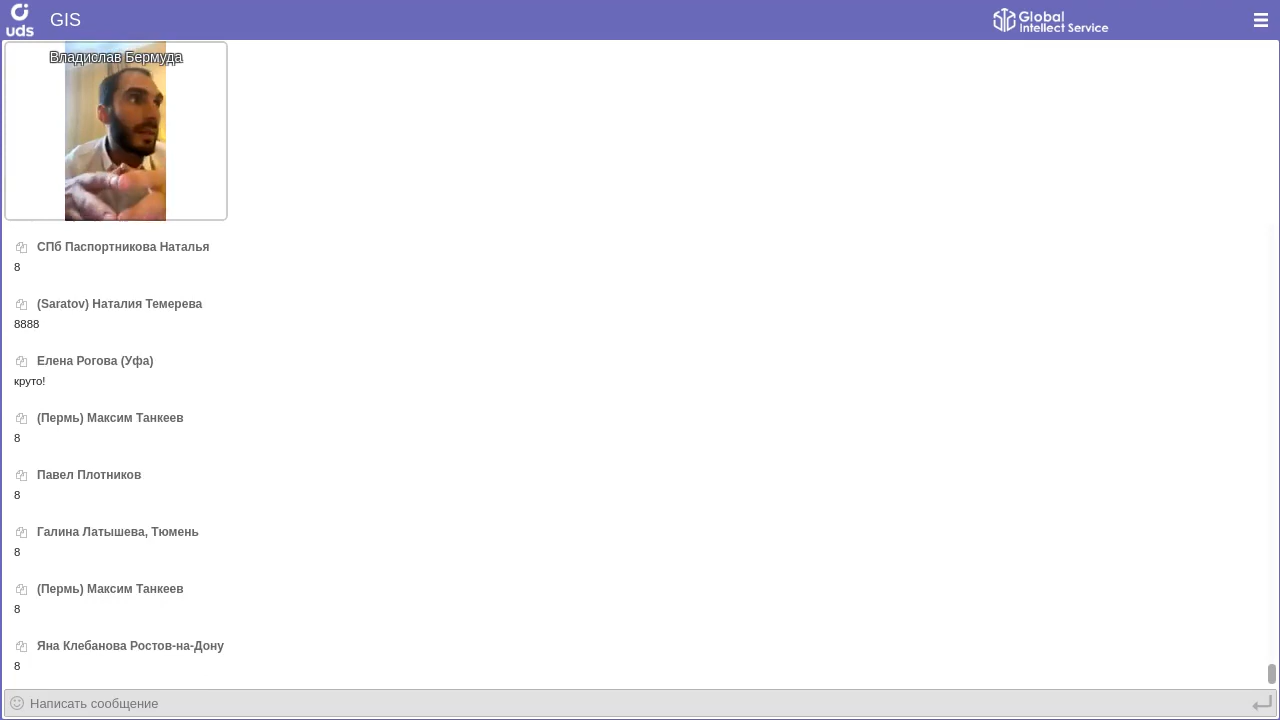 uds
GIS
Global
Intellect Service
Владислав Бермуда
СПб Паспортникова Наталья
8
(Saratov) Наталия Темерева
8888
Елена Рогова (Уфа)
круто!
(Пермь) Максим Танкеев
8
Павел Плотников
8
Галина Латышева, Тюмень
8
(Пермь) Максим Танкеев
8
Яна Клебанова Ростов-на-Дону
8
Написать сообщение